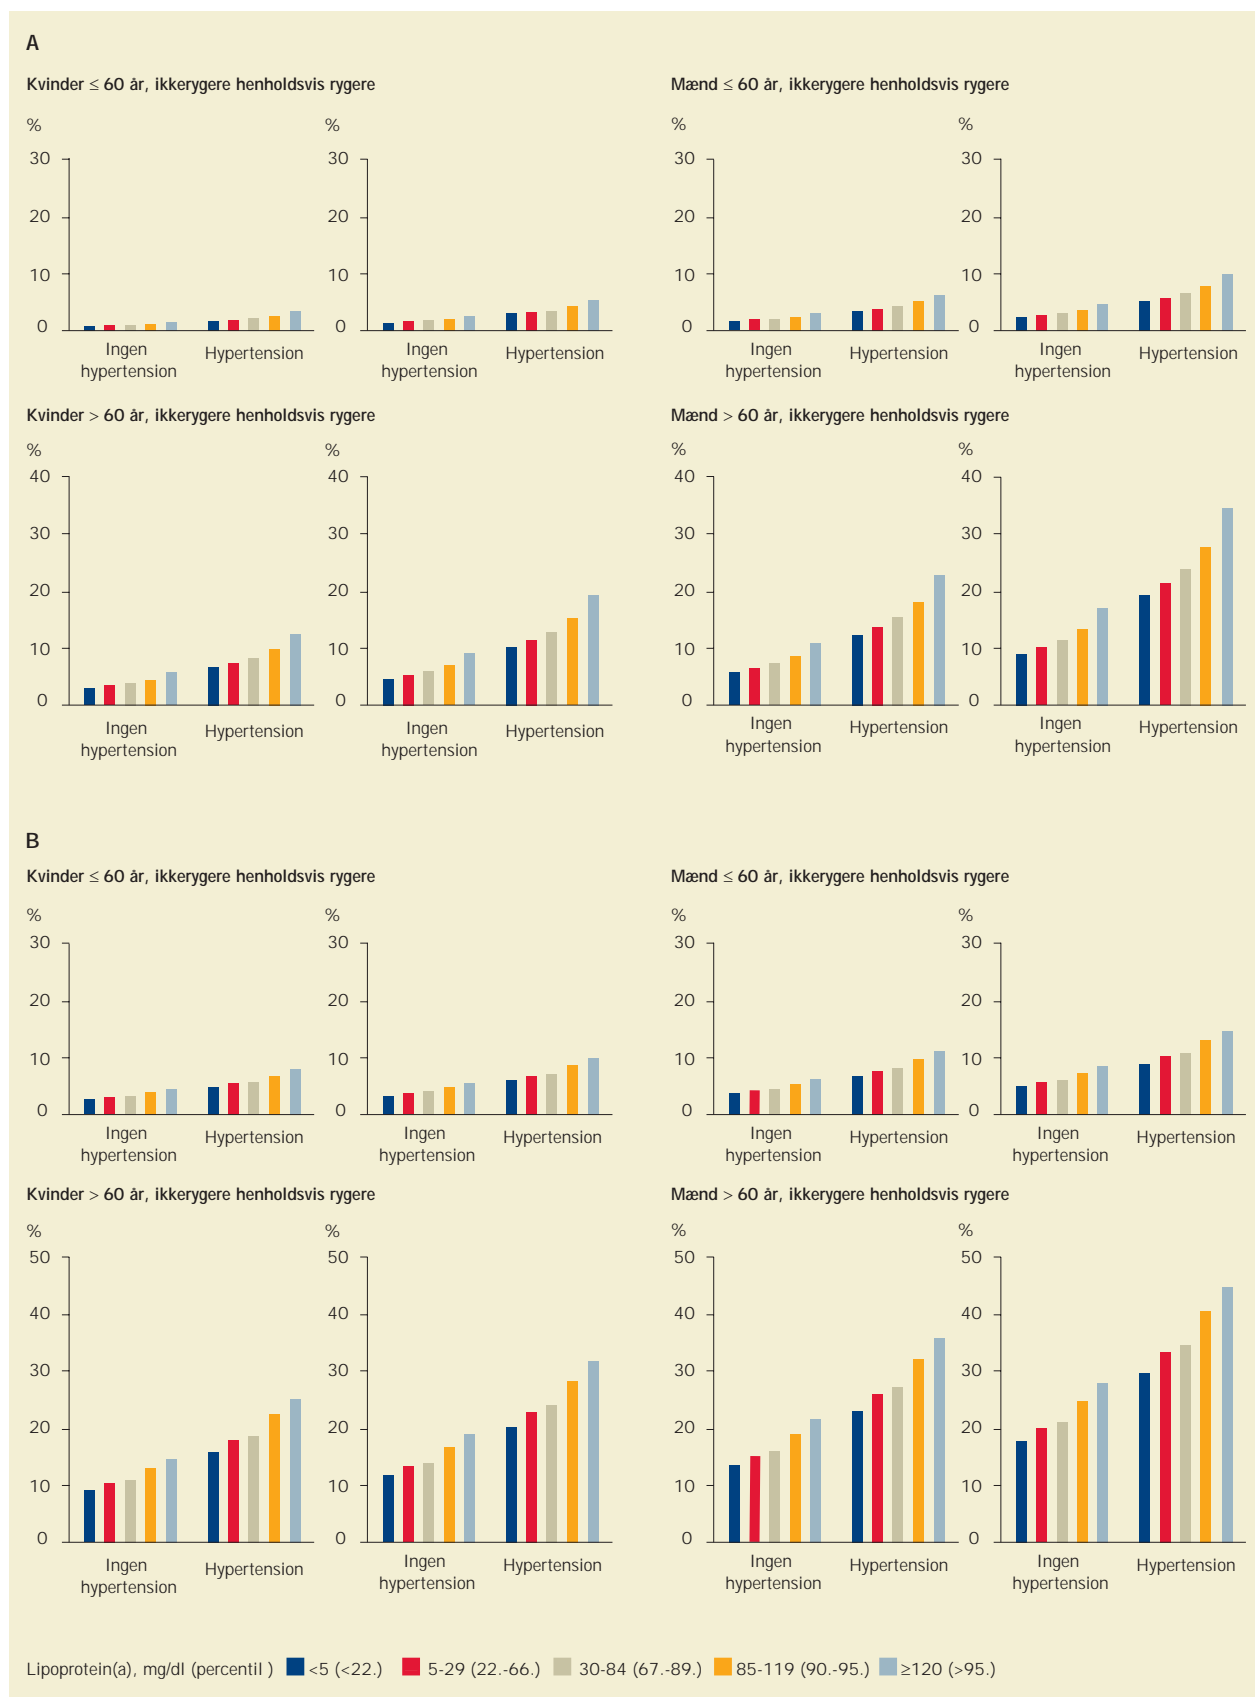 A
Kvinder ≤ 60 år, ikkerygere henholdsvis rygere
%
30
20
10
0
Ingen
hypertension
Hypertension
%
30
20
10
0
Ingen
hypertension
Hypertension
Mænd ≤ 60 år, ikkerygere henholdsvis rygere
%
30
20
10
0
Ingen
hypertension
Hypertension
%
30
20
10
0
Ingen
hypertension
Hypertension
Kvinder > 60 år, ikkerygere henholdsvis rygere
%
40
30
20
10
0
Ingen
hypertension
Hypertension
%
40
30
20
10
0
Ingen
hypertension
Hypertension
Mænd > 60 år, ikkerygere henholdsvis rygere
%
40
30
20
10
0
Ingen
hypertension
Hypertension
%
40
30
20
10
0
Ingen
hypertension
Hypertension
B
Kvinder ≤ 60 år, ikkerygere henholdsvis rygere
%
30
20
10
0
Ingen
hypertension
Hypertension
%
30
20
10
0
Ingen
hypertension
Hypertension
Mænd ≤ 60 år, ikkerygere henholdsvis rygere
%
30
20
10
0
Ingen
hypertension
Hypertension
%
30
20
10
0
Ingen
hypertension
Hypertension
Kvinder > 60 år, ikkerygere henholdsvis rygere
%
50
40
30
20
10
0
Ingen
hypertension
Hypertension
%
50
40
30
20
10
0
Ingen
hypertension
Hypertension
Mænd > 60 år, ikkerygere henholdsvis rygere
%
50
40
30
20
10
0
Ingen
hypertension
Hypertension
%
50
40
30
20
10
0
Ingen
hypertension
Hypertension
Lipoprotein(a), mg/dl (percentil ) <5 (<22.) 5-29 (22.-66.) 30-84 (67.-89.) 85-119 (90.-95.) ≥120 (>95.)